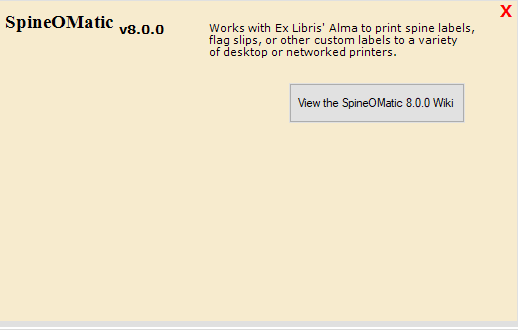 SpineOMatic v8.0.0
X
Works with Ex Libris' Alma to print spine labels,
flag slips, or other custom labels to a variety
of desktop or networked printers.
View the SpineOMatic 8.0.0 Wiki